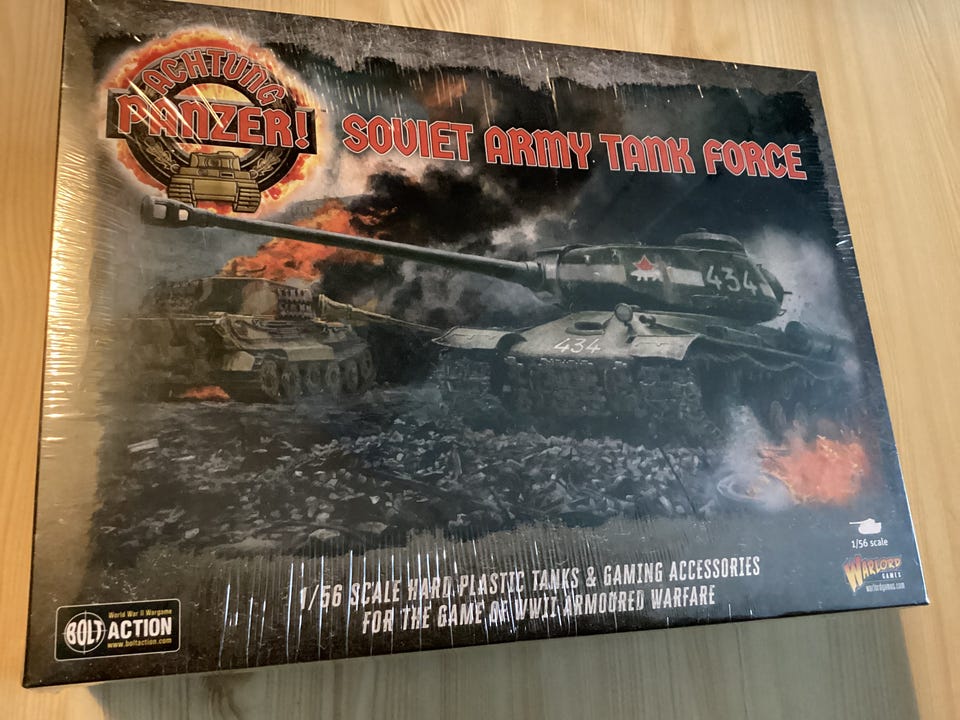 ACHTUNG
PANZER!
SOVIET ARMY TANK FORCE
434
434
1/56 scale
WARLORD
GAMES
warlordgames.com
1/56 SCALE HARD PLASTIC TANKS & GAMING ACCESSORIES
FOR THE GAME OF WWII ARMOURED WARFARE
World War II Wargame
BOLT ACTION
www.boltaction.com